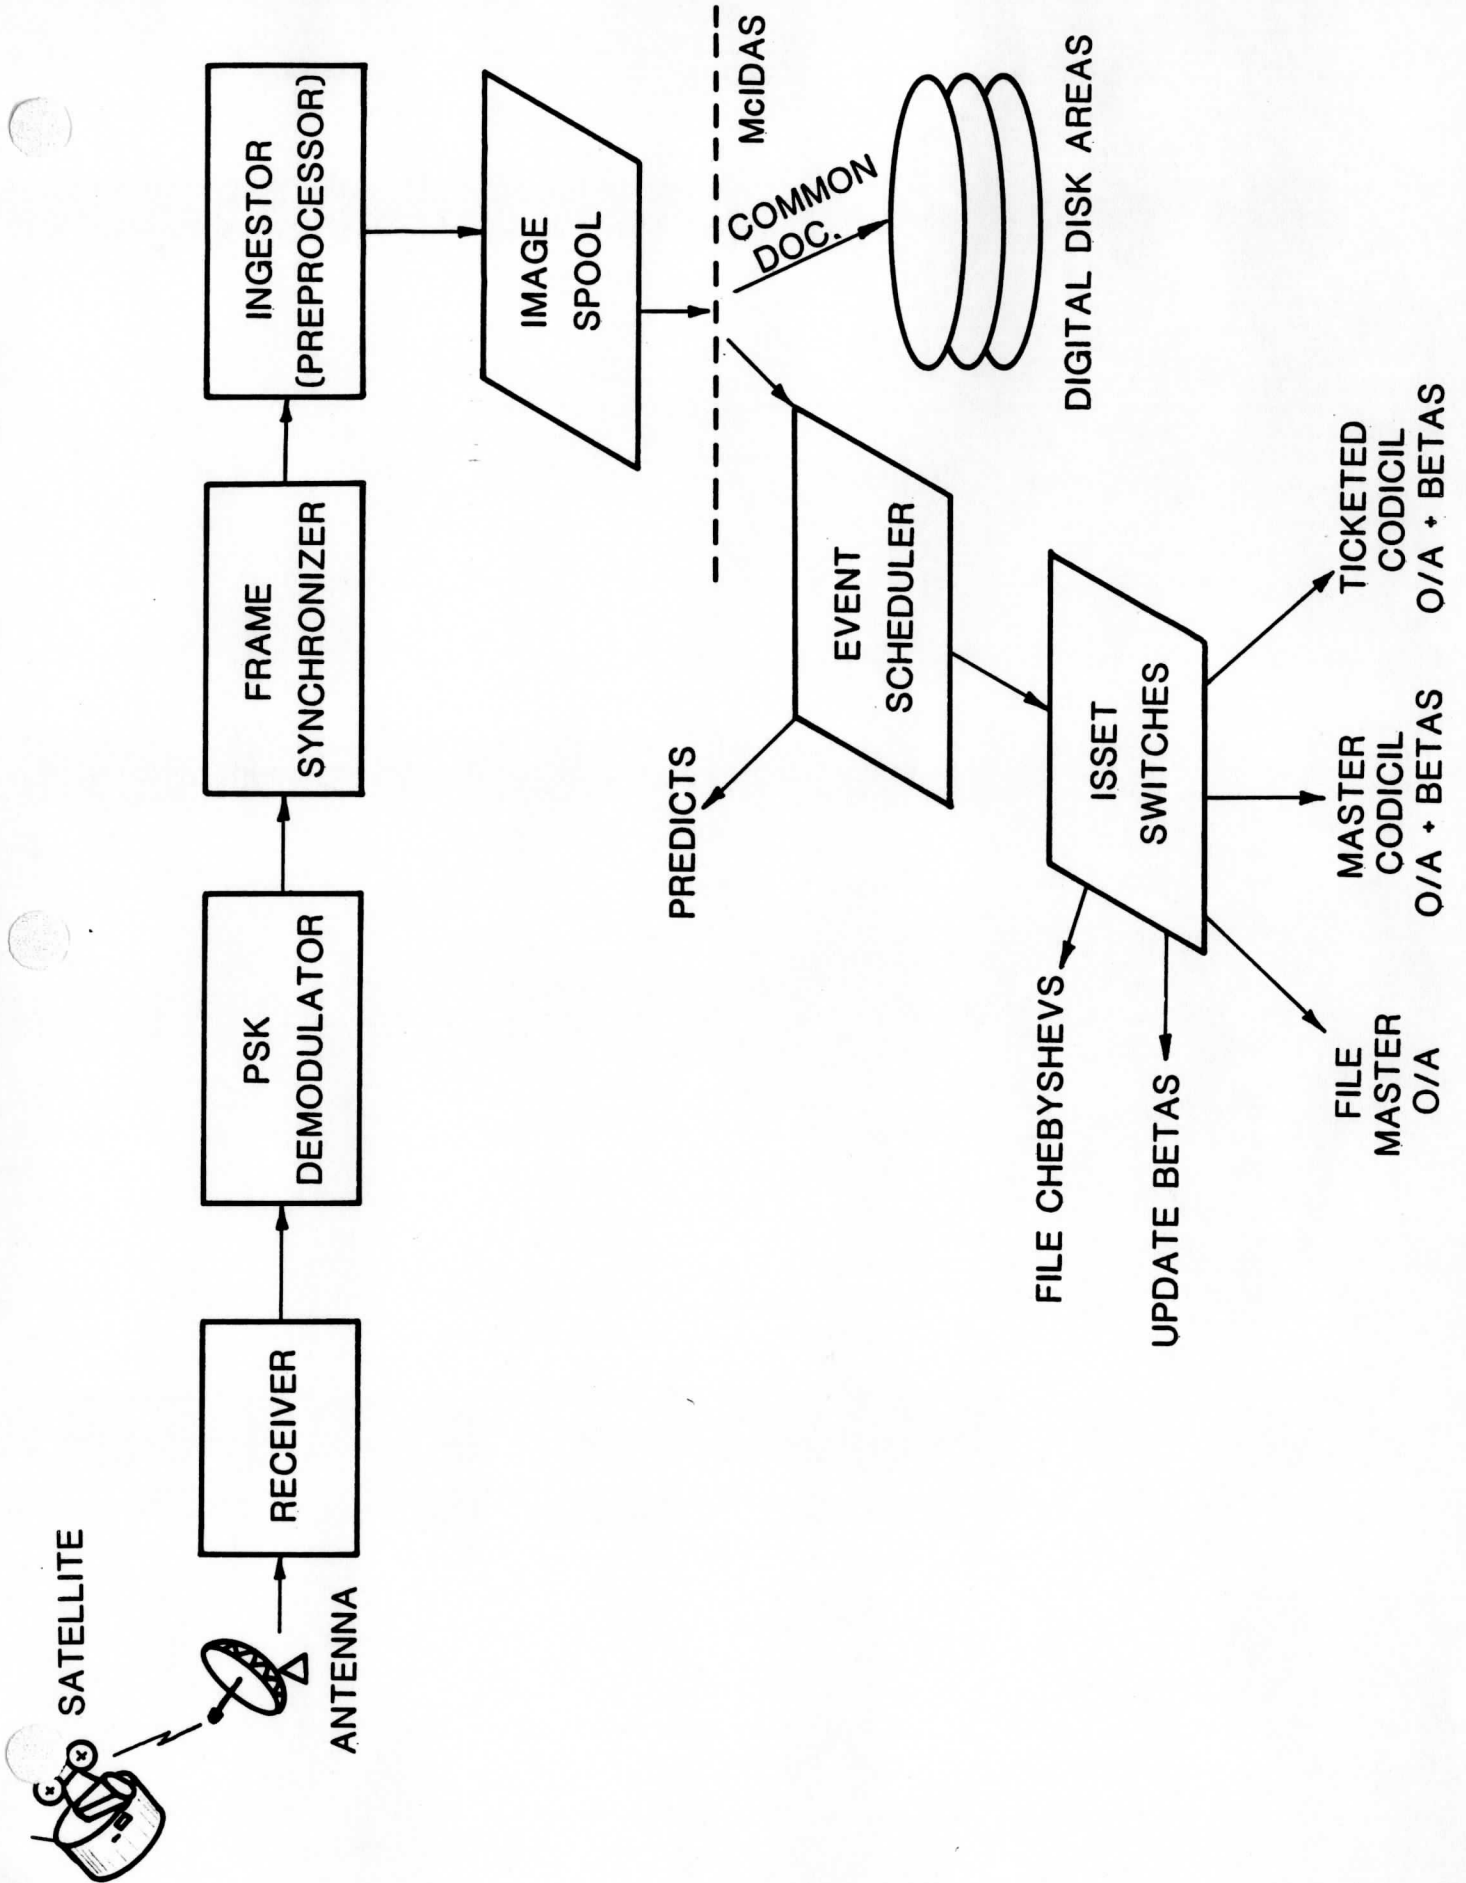 SATELLITE
ANTENNA
RECEIVER
PSK
DEMODULATOR
FRAME
SYNCHRONIZER
INGESTOR
(PREPROCESSOR)
IMAGE
SPOOL
McIDAS
COMMON
DOC.
DIGITAL DISK AREAS
EVENT
SCHEDULER
PREDICTS
ISSET
SWITCHES
FILE CHEBYSHEVS
UPDATE BETAS
FILE
MASTER
O/A
MASTER
CODICIL
O/A + BETAS
TICKETED
CODICIL
O/A + BETAS